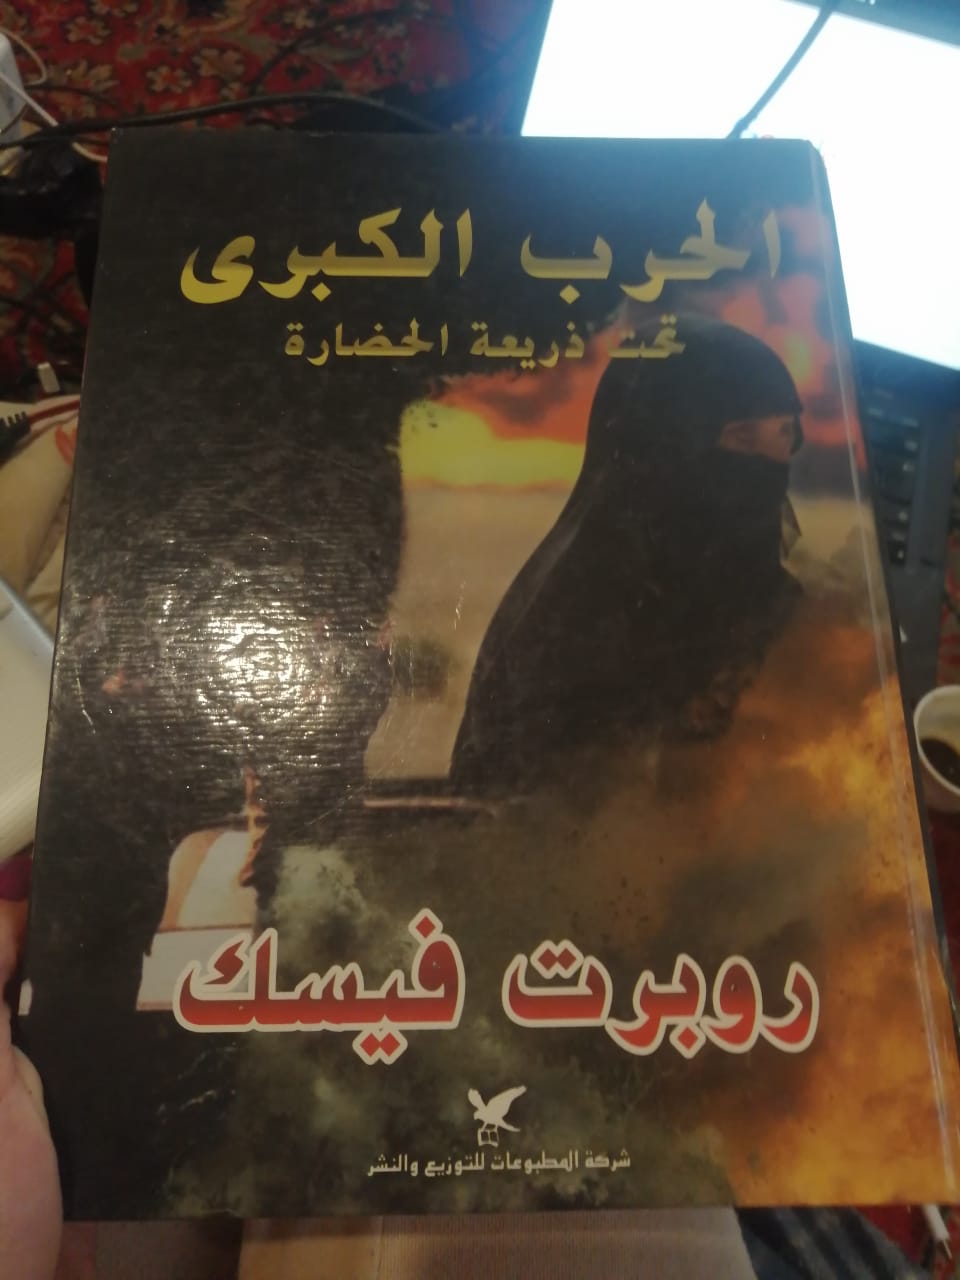 الحرب الكبرى
تحت ذريعة الحضارة
روبرت فيسك
شركة المطبوعات للتوزيع والنشر